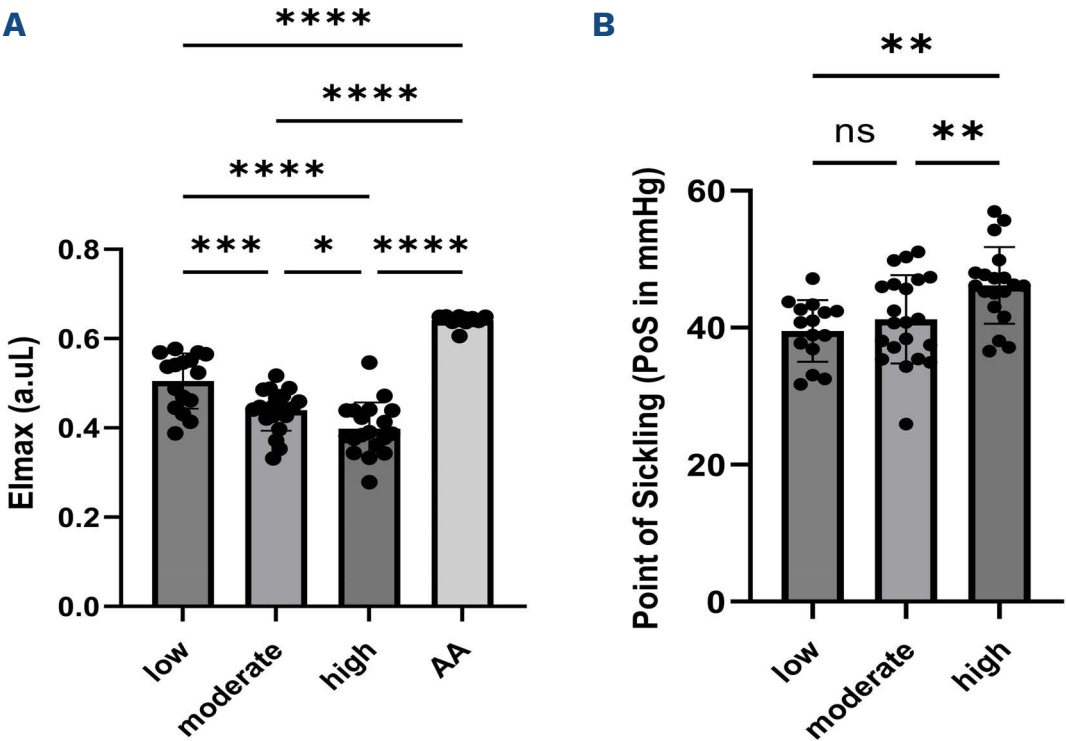 A
****
****
****
*** * ****
EImax (a.uL)
0.8
0.6
0.4
0.2
0.0
low
moderate
high
AA
B
**
ns **
Point of Sickling (PoS in mmHg)
60
40
20
0
low
moderate
high